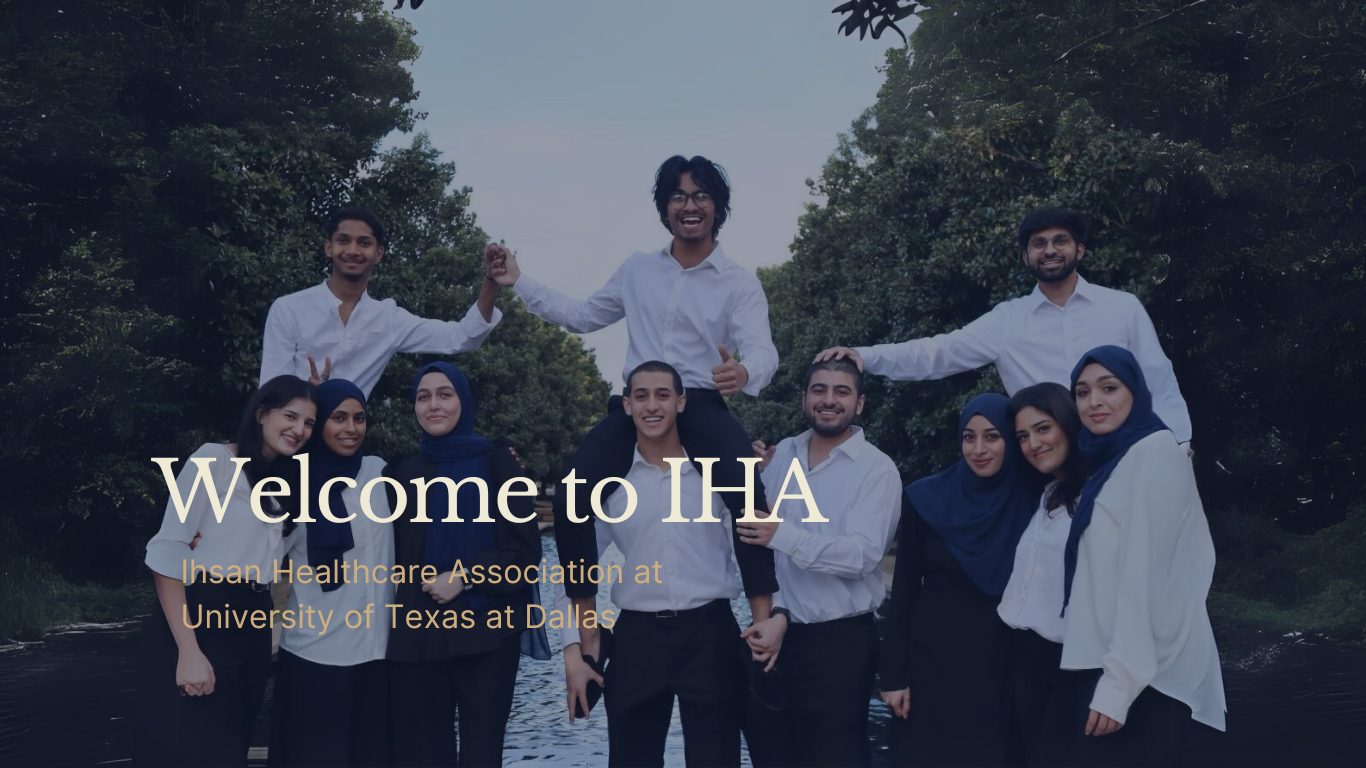 Welcome to IHA
Ihsan Healthcare Association at
University of Texas at Dallas